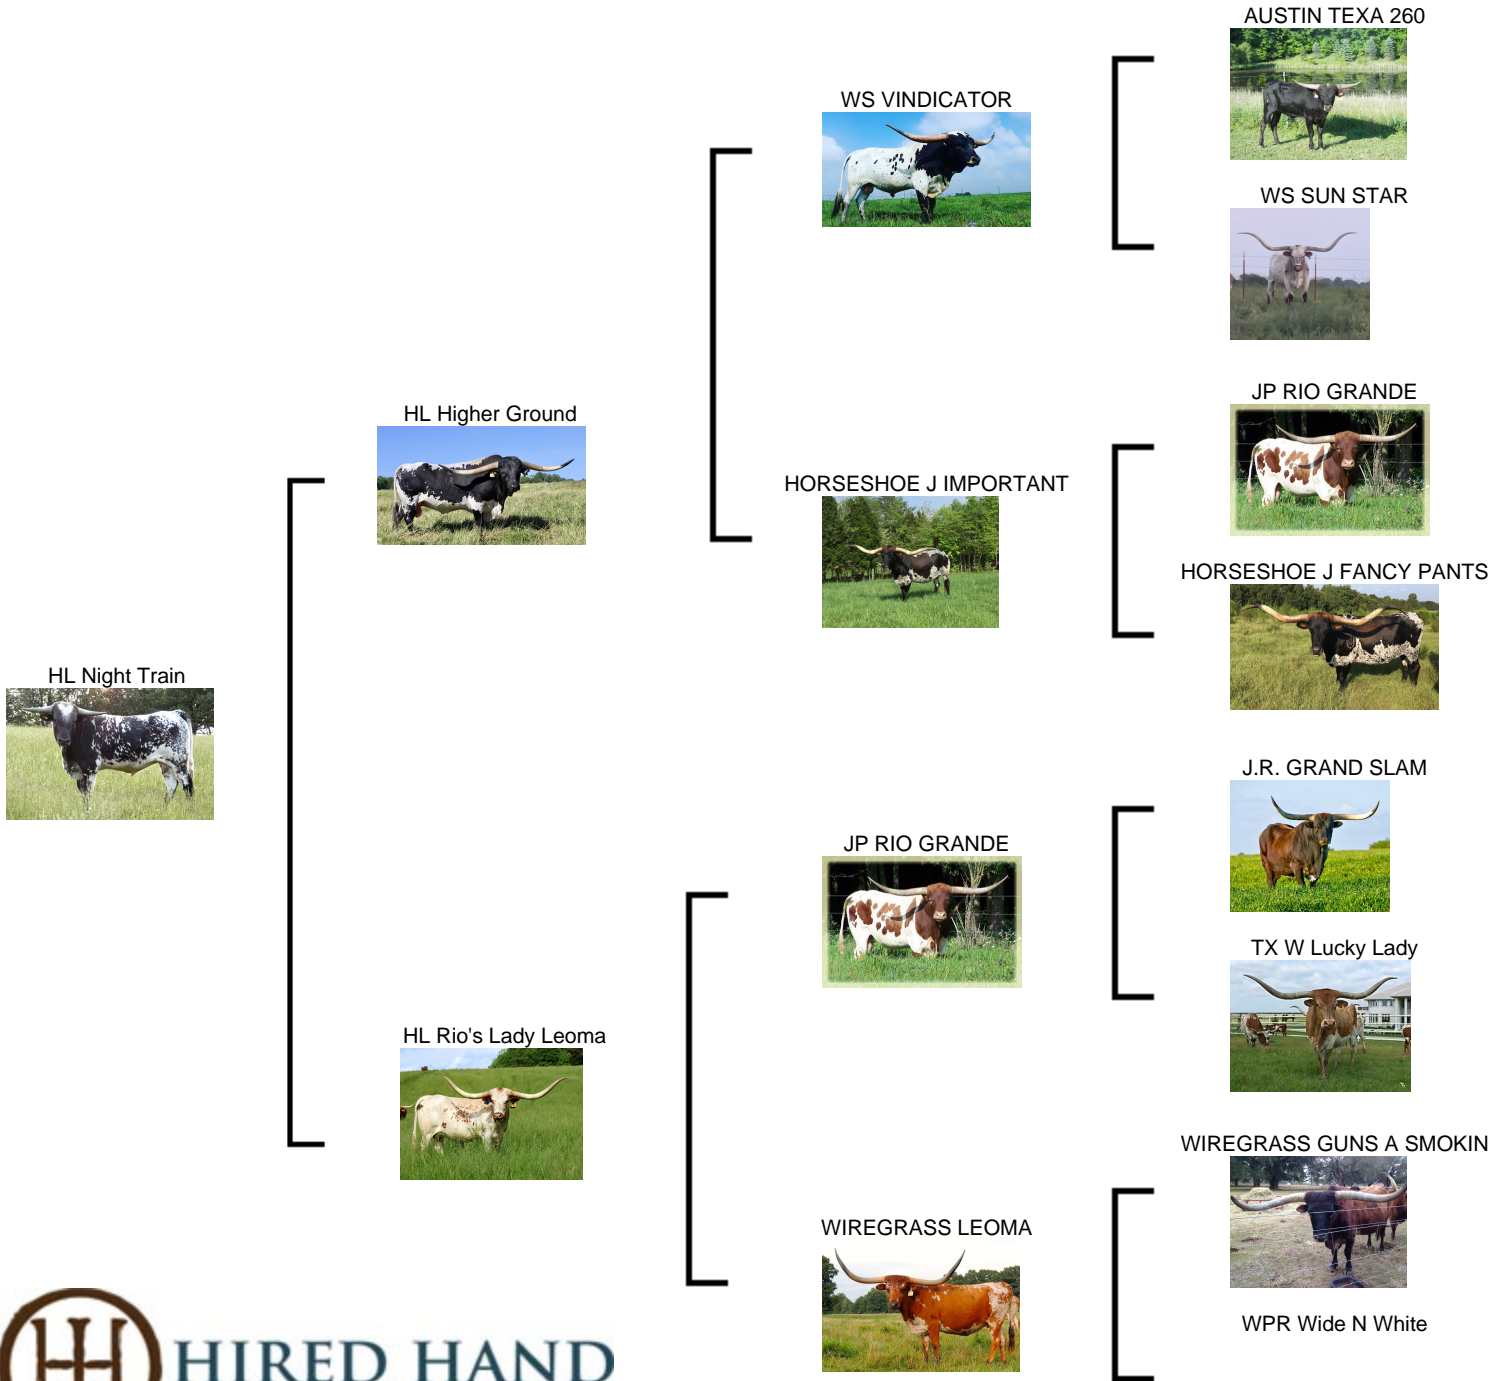 AUSTIN TEXA 260
WS VINDICATOR
WS SUN STAR
JP RIO GRANDE
HL Higher Ground
HORSESHOE J IMPORTANT
HORSESHOE J FANCY PANTS
HL Night Train
J.R. GRAND SLAM
JP RIO GRANDE
TX W Lucky Lady
HL Rio's Lady Leoma
WIREGRASS GUNS A SMOKIN
WIREGRASS LEOMA
WPR Wide N White
HIRED HAND